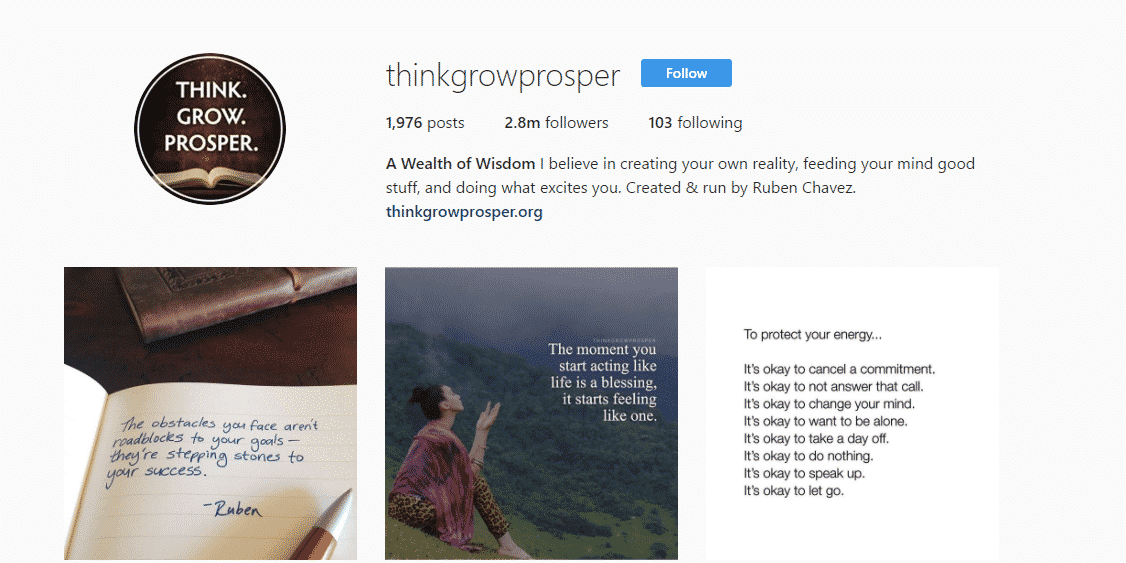 THINK.
GROW.
PROSPER.
thinkgrowprosper
Follow
1,976 posts 2.8m followers 103 following
A Wealth of Wisdom I believe in creating your own reality, feeding your mind good
stuff, and doing what excites you. Created & run by Ruben Chavez.
thinkgrowprosper.org
The obstacles you face aren't
roadblocks to your goals —
they're stepping stones to
your success.
-Ruben
THINKGROWPROSPER
The moment you
start acting like
life is a blessing,
it starts feeling
like one.
To protect your energy...
It's okay to cancel a commitment.
It's okay to not answer that call.
It's okay to change your mind.
It's okay to want to be alone.
It's okay to take a day off.
It's okay to do nothing.
It's okay to speak up.
It's okay to let go.